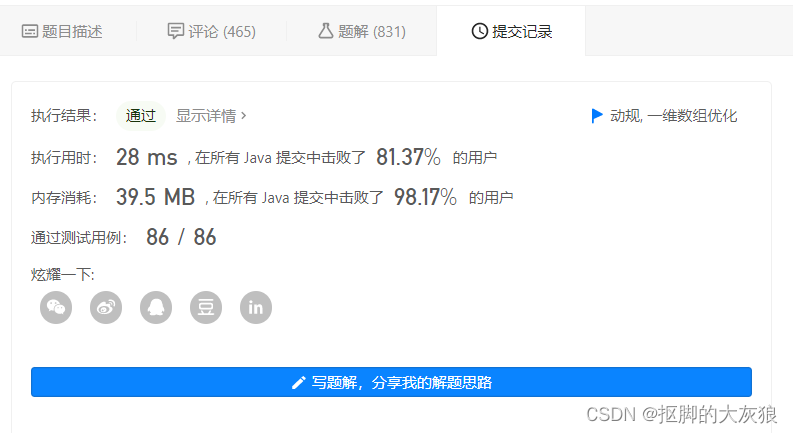 题目描述 评论 (465) 题解 (831) 提交记录
执行结果： 通过 显示详情 > 动规, 一维数组优化
执行用时： 28 ms , 在所有 Java 提交中击败了 81.37% 的用户
内存消耗： 39.5 MB , 在所有 Java 提交中击败了 98.17% 的用户
通过测试用例： 86 / 86
炫耀一下:
豆 in
写题解，分享我的解题思路
CSDN @抠脚的大灰狼